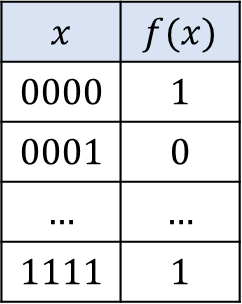 x f(x)
0000 1
0001 0
... ...
1111 1